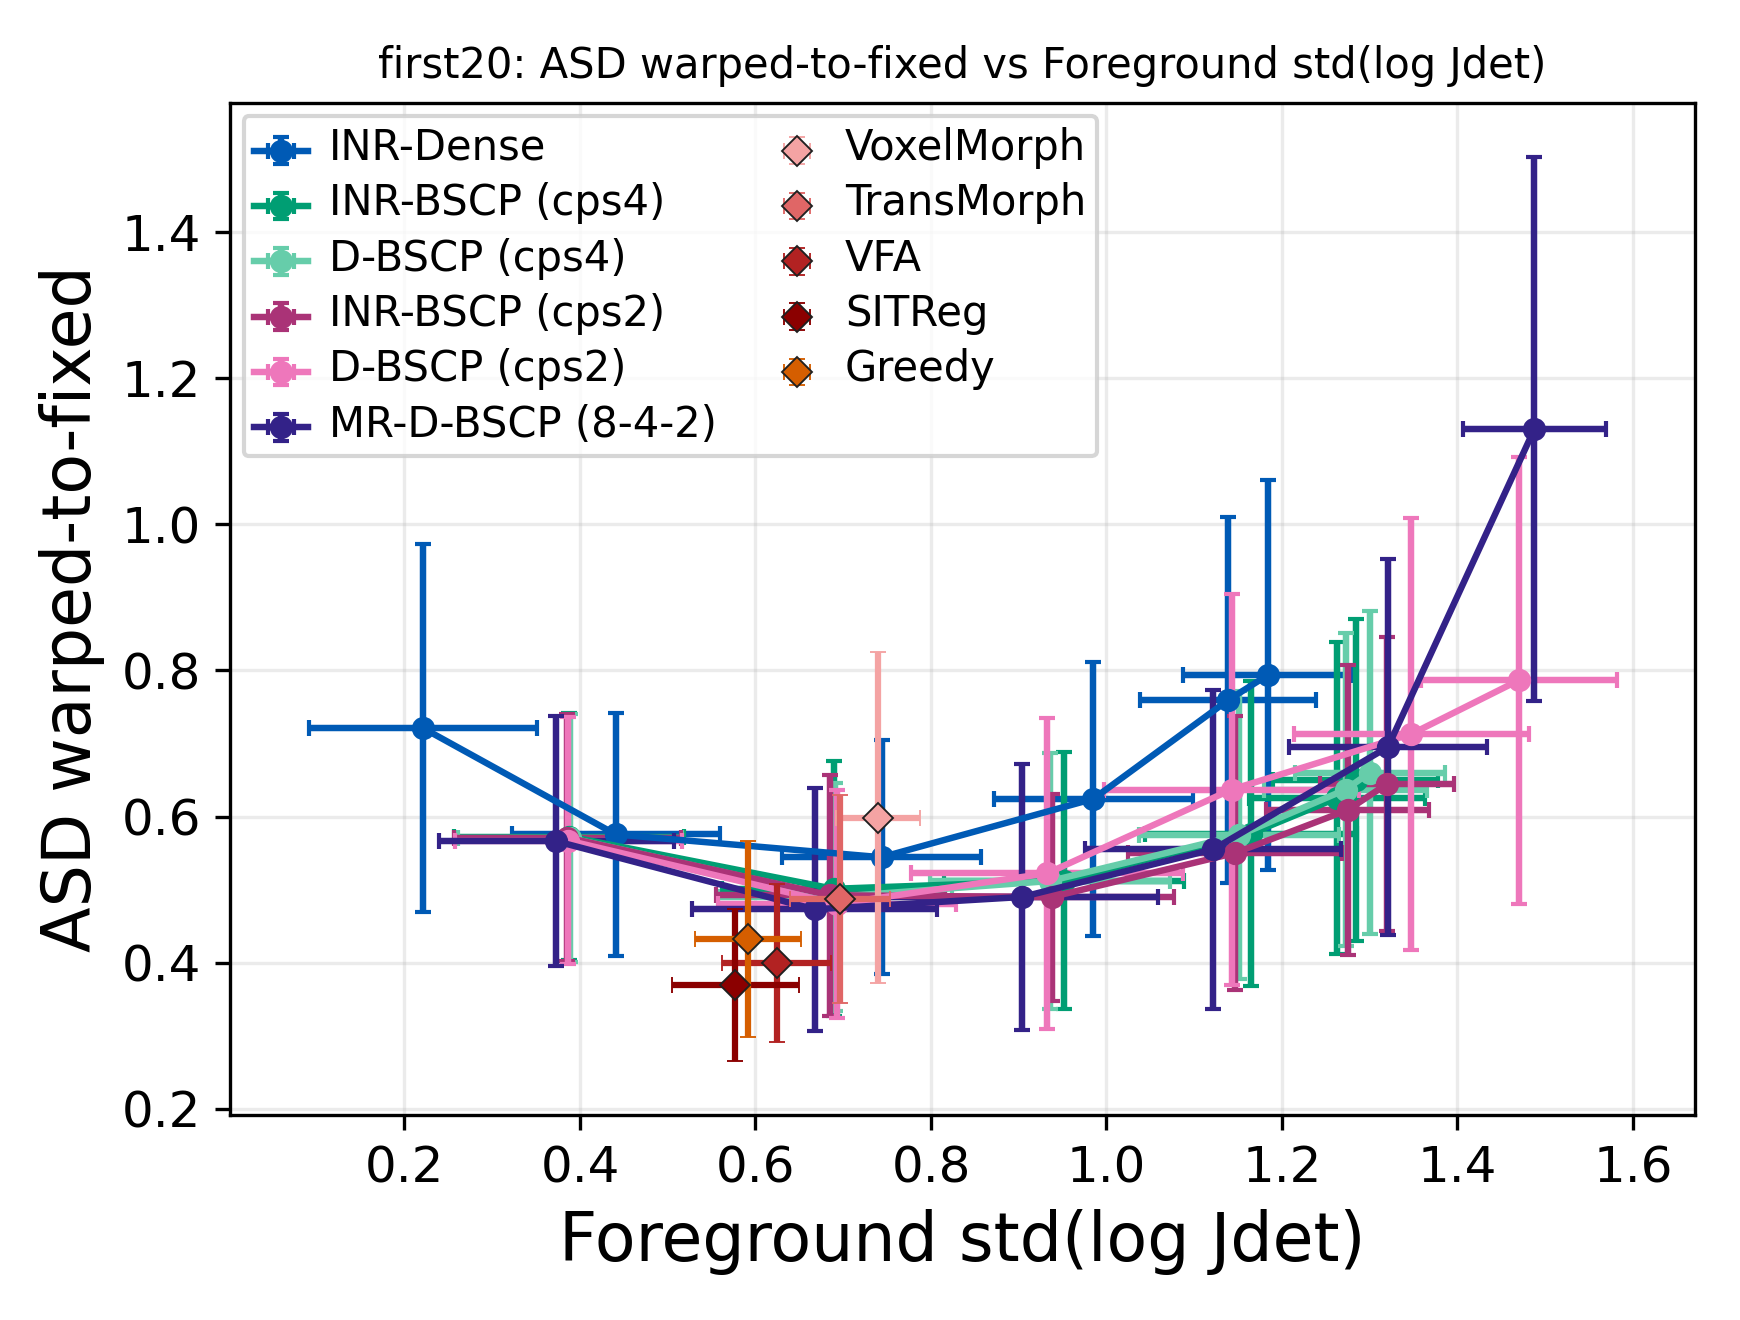 first20: ASD warped-to-fixed vs Foreground std(log Jdet)
INR-Dense
INR-BSCP (cps4)
D-BSCP (cps4)
INR-BSCP (cps2)
D-BSCP (cps2)
MR-D-BSCP (8-4-2)
VoxelMorph
TransMorph
VFA
SITReg
Greedy
ASD warped-to-fixed
1.4
1.2
1.0
0.8
0.6
0.4
0.2
0.2 0.4 0.6 0.8 1.0 1.2 1.4 1.6
Foreground std(log Jdet)